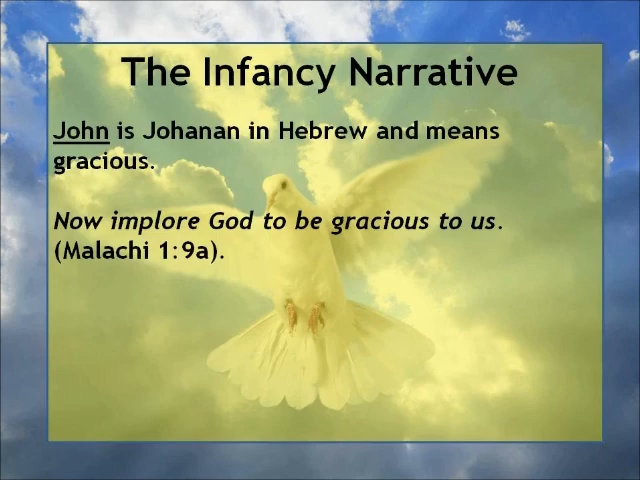 The Infancy Narrative
John is Johanan in Hebrew and means
gracious.
Now implore God to be gracious to us.
(Malachi 1:9a).